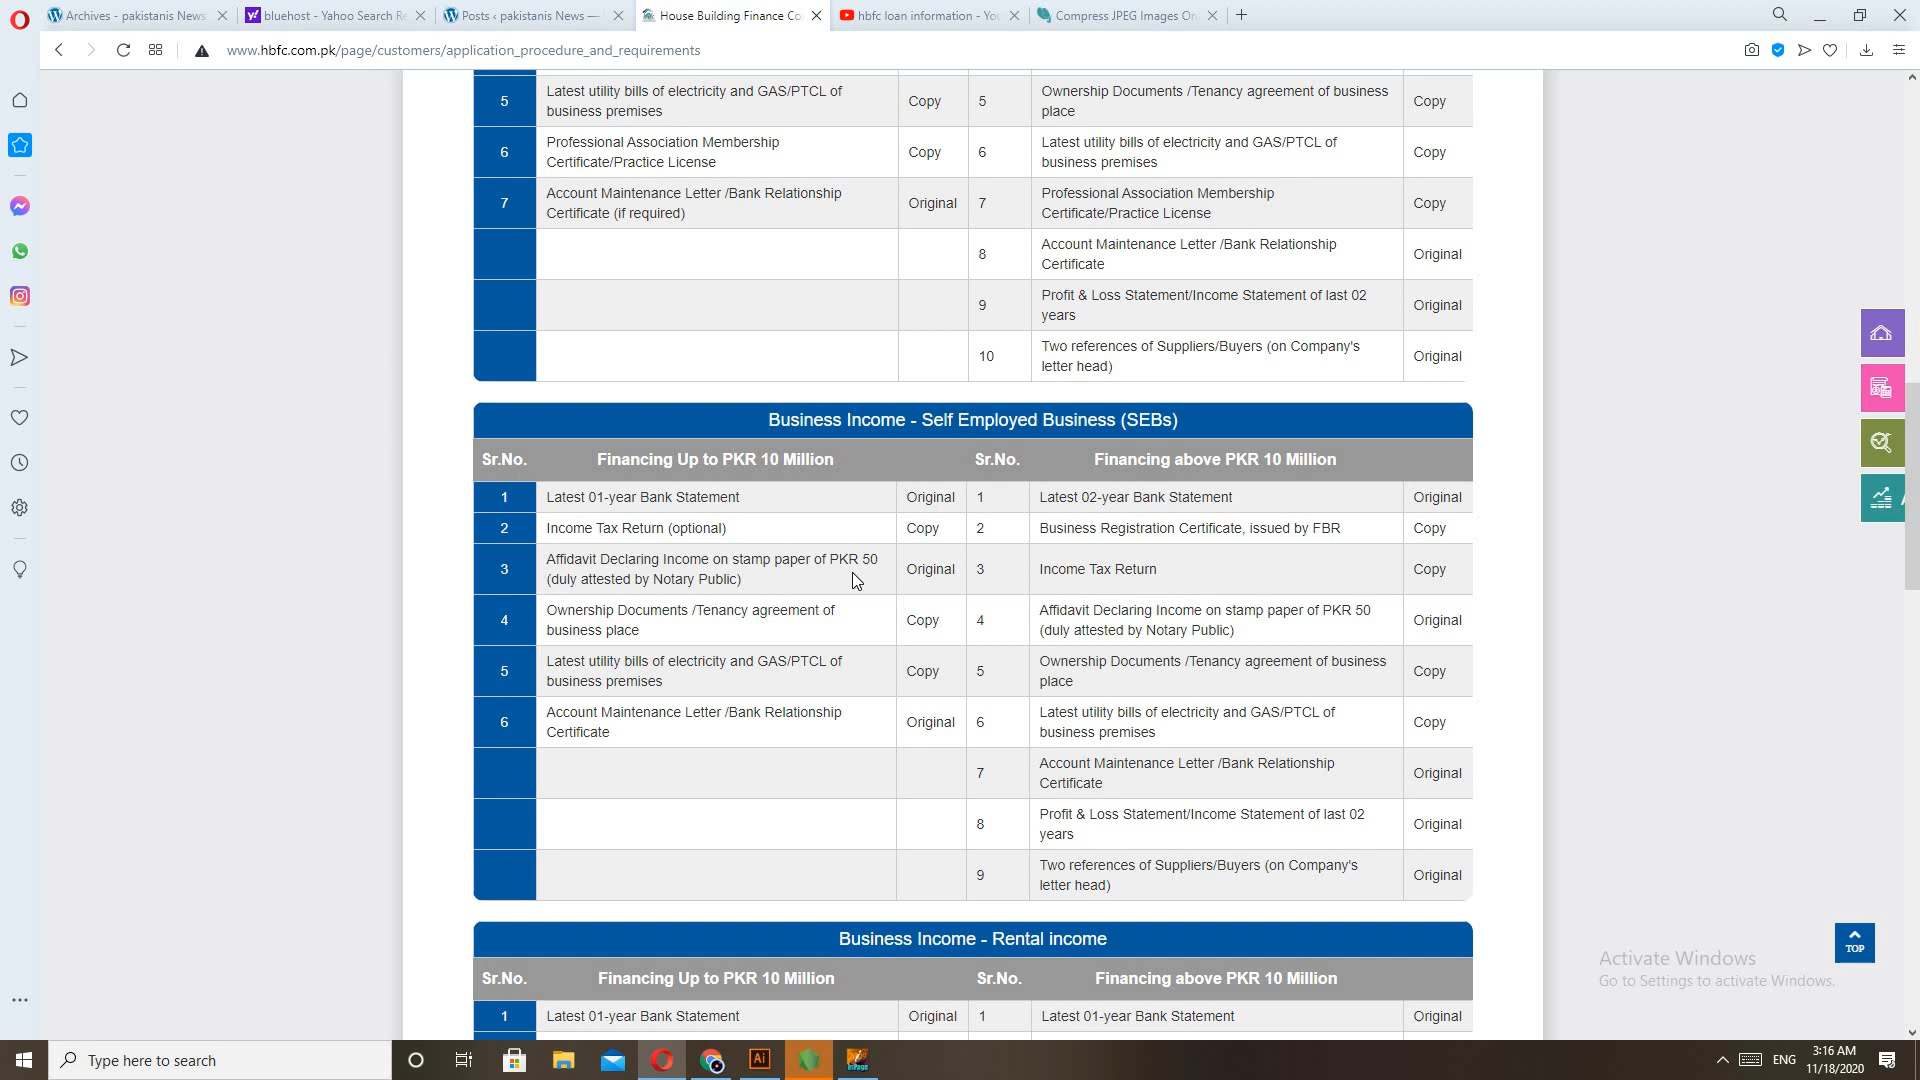 Archives - pakistanis News
bluehost - Yahoo Search Re
Posts ‹ pakistanis News —
House Building Finance Co
hbfc loan information - You
Compress JPEG Images On
www.hbfc.com.pk/page/customers/application_procedure_and_requirements
5 Latest utility bills of electricity and GAS/PTCL of Copy 5 Ownership Documents /Tenancy agreement of business Copy
business premises place
6 Professional Association Membership Copy 6 Latest utility bills of electricity and GAS/PTCL of Copy
Certificate/Practice License business premises
7 Account Maintenance Letter /Bank Relationship Original 7 Professional Association Membership Copy
Certificate (if required) Certificate/Practice License
8 Account Maintenance Letter /Bank Relationship Original
Certificate
9 Profit & Loss Statement/Income Statement of last 02 Original
years
10 Two references of Suppliers/Buyers (on Company's Original
letter head)
Business Income - Self Employed Business (SEBs)
Sr.No. Financing Up to PKR 10 Million Sr.No. Financing above PKR 10 Million
1 Latest 01-year Bank Statement Original 1 Latest 02-year Bank Statement Original
2 Income Tax Return (optional) Copy 2 Business Registration Certificate, issued by FBR Copy
3 Affidavit Declaring Income on stamp paper of PKR 50 Original 3 Income Tax Return Copy
(duly attested by Notary Public)
4 Ownership Documents /Tenancy agreement of Copy 4 Affidavit Declaring Income on stamp paper of PKR 50 Original
business place (duly attested by Notary Public)
5 Latest utility bills of electricity and GAS/PTCL of Copy 5 Ownership Documents /Tenancy agreement of business Copy
business premises place
6 Account Maintenance Letter /Bank Relationship Original 6 Latest utility bills of electricity and GAS/PTCL of Copy
Certificate business premises
7 Account Maintenance Letter /Bank Relationship Original
Certificate
8 Profit & Loss Statement/Income Statement of last 02 Original
years
9 Two references of Suppliers/Buyers (on Company's Original
letter head)
Business Income - Rental income
Sr.No. Financing Up to PKR 10 Million Sr.No. Financing above PKR 10 Million
1 Latest 01-year Bank Statement Original 1 Latest 01-year Bank Statement Original
TOP
Activate Windows
Go to Settings to activate Windows.
Type here to search
Ai
ENG
3:16 AM
11/18/2020